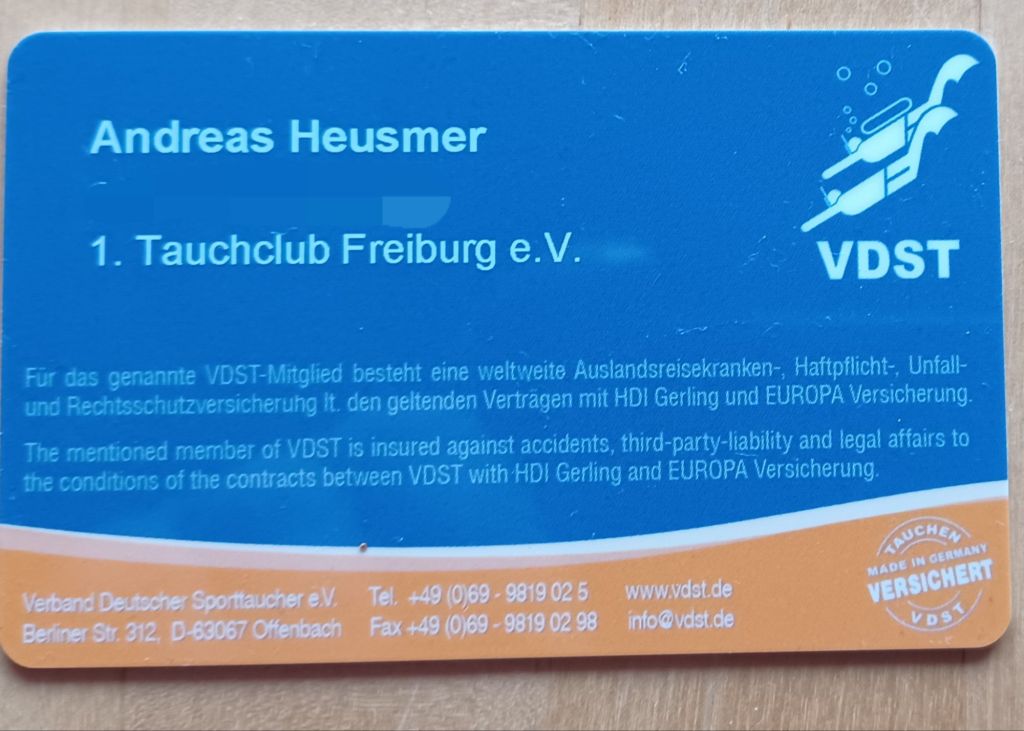 Andreas Heusmer
1. Tauchclub Freiburg e.V.
VDST
Für das genannte VDST-Mitglied besteht eine weltweite Auslandsreisekranken-, Haftpflicht-, Unfall-
und Rechtsschutzversicheruhg lt. den geltenden Verträgen mit HDI Gerling und EUROPA Versicherung.
The mentioned member of VDST is insured against accidents, third-party-liability and legal affairs to
the conditions of the contracts between VDST with HDI Gerling and EUROPA Versicherung.
Verband Deutscher Sporttaucher e.V.
Berliner Str. 312, D-63067 Offenbach
Tel. +49 (0)69 - 9819 02 5
Fax +49 (0)69 - 9819 02 98
www.vdst.de
info@vdst.de
TAUCHEN
MADE IN GERMANY
VERSICHERT
VDST